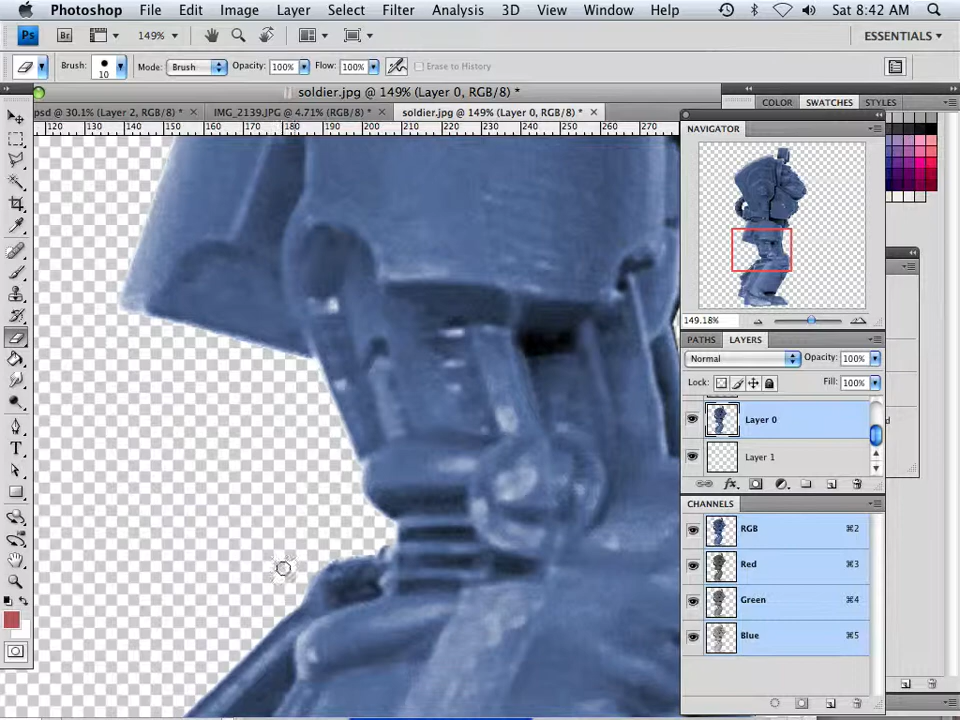 Photoshop File Edit Image Layer Select Filter Analysis 3D View Window Help Sat 8:42 AM
Ps Br 149% ESSENTIALS
Brush: 10 Mode: Brush Opacity: 100% Flow: 100% Erase to History
soldier.jpg @ 149% (Layer 0, RGB/8) *
psd @ 30.1% (Layer 2, RGB/8) * IMG_2139.JPG @ 4.71% (RGB/8) * soldier.jpg @ 149% (Layer 0, RGB/8) *
COLOR SWATCHES STYLES
120 130 140 150 160 170 180 190 200 210 220 230 240 250 260 270
NAVIGATOR
149.18%
PATHS LAYERS
Normal Opacity: 100%
Lock: Fill: 100%
Layer 0
Layer 1
fx
CHANNELS
RGB ⌘2
Red ⌘3
Green ⌘4
Blue ⌘5
T